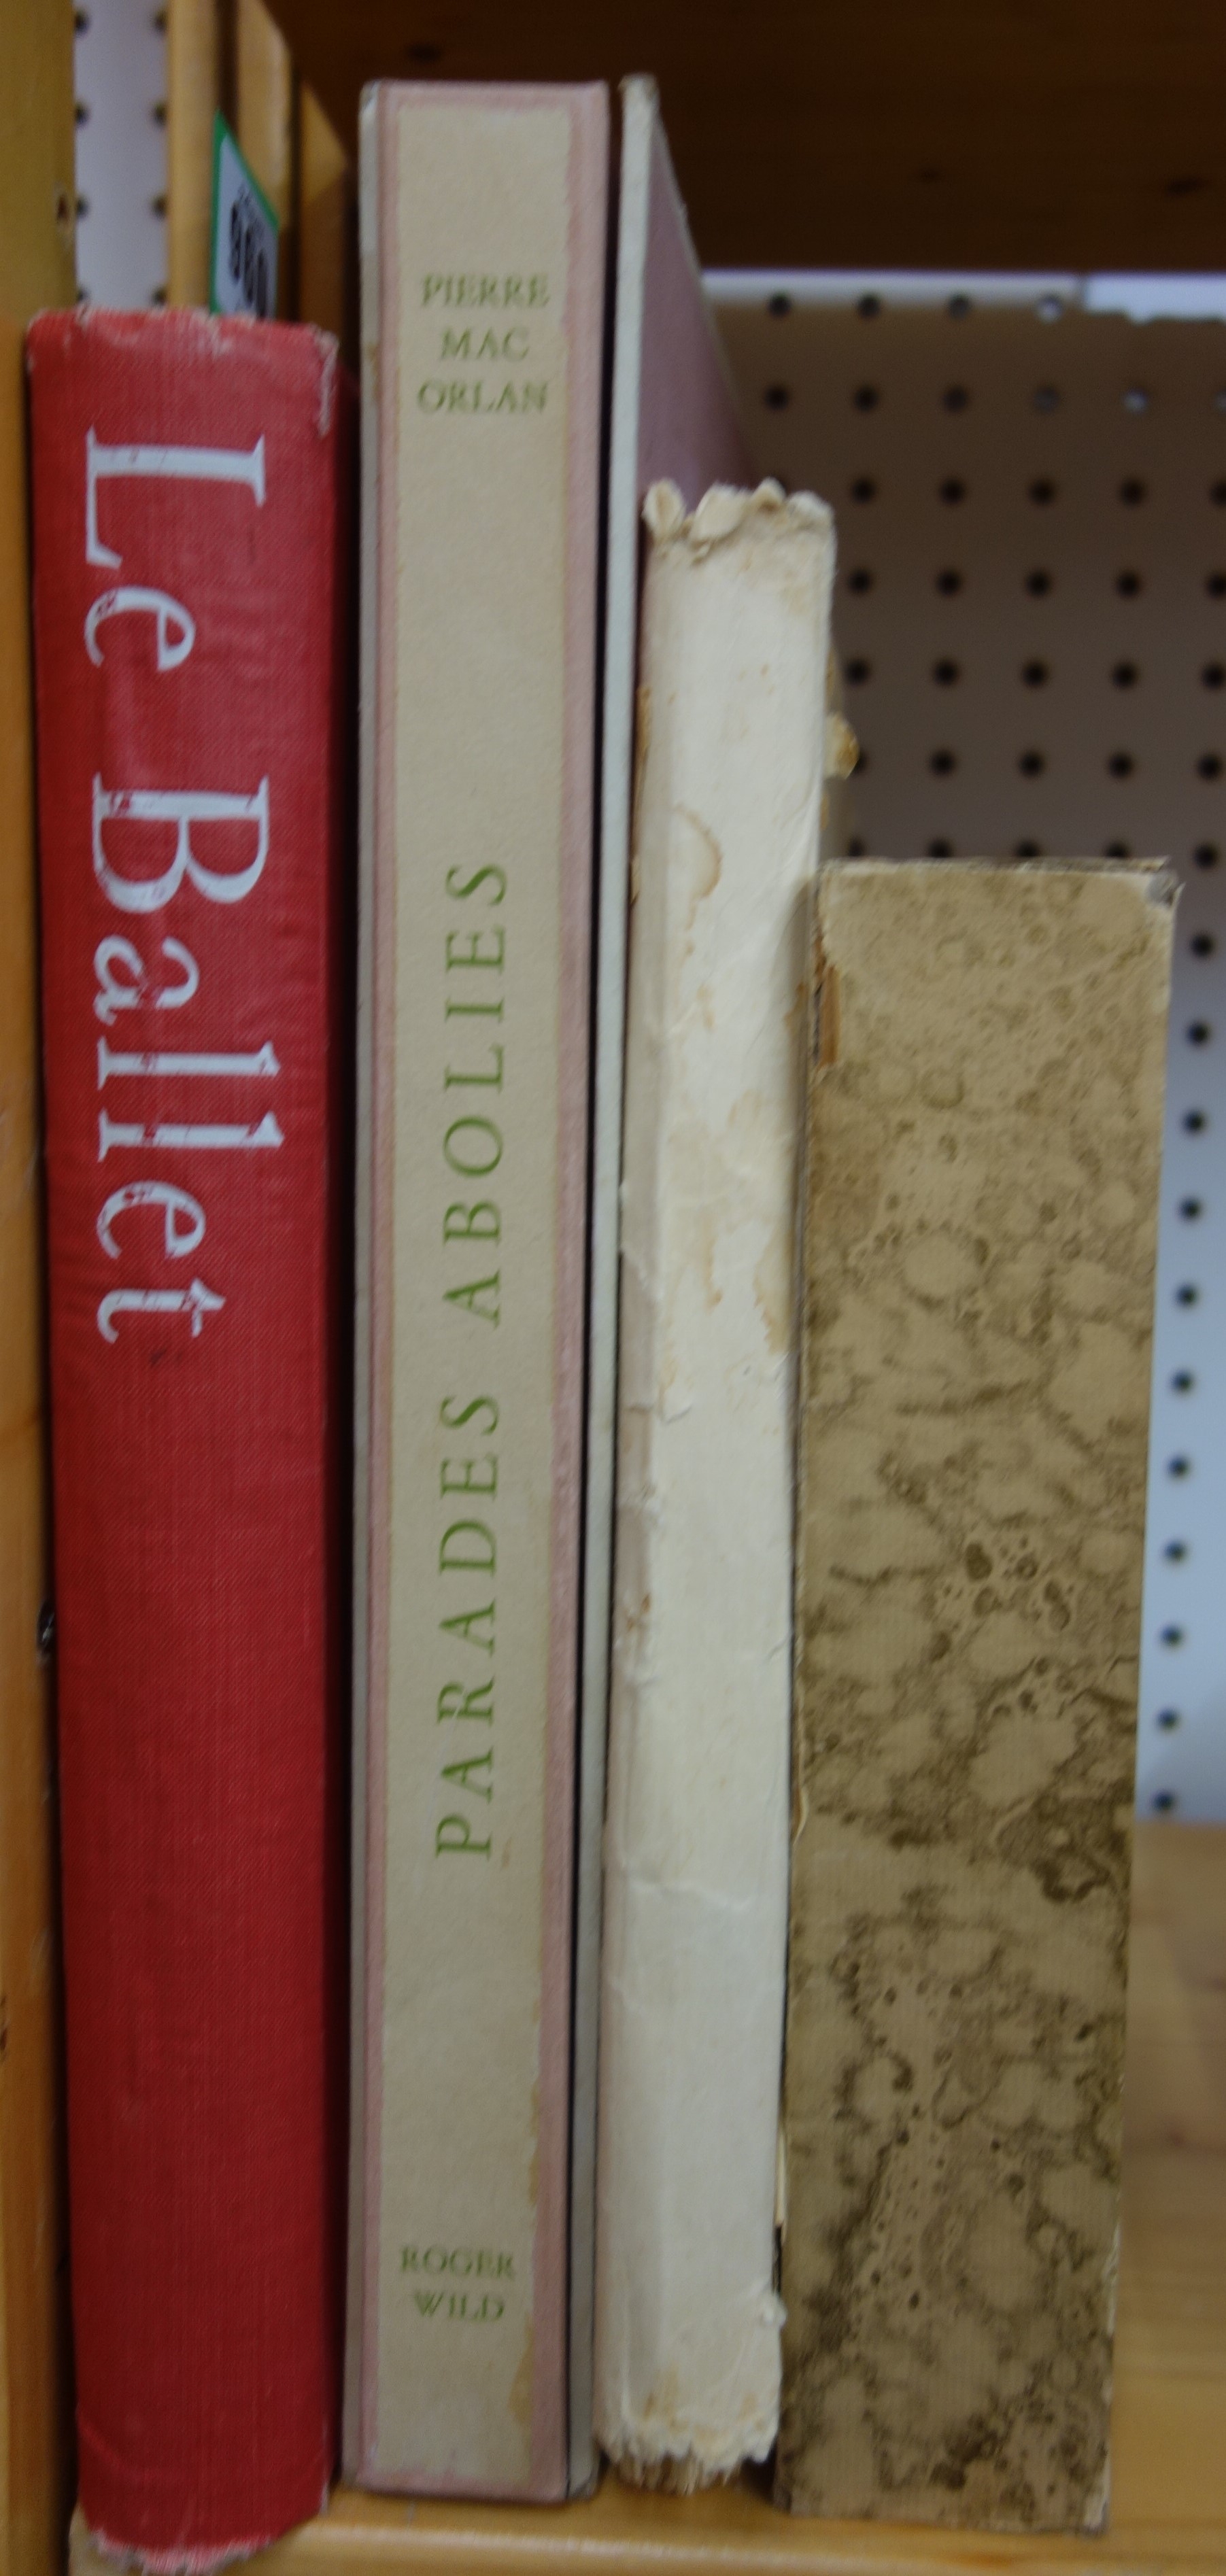 Le Ballet
PIERRE
MAC
ORLAN
PARADES ABOLIES
ROGER
WILD